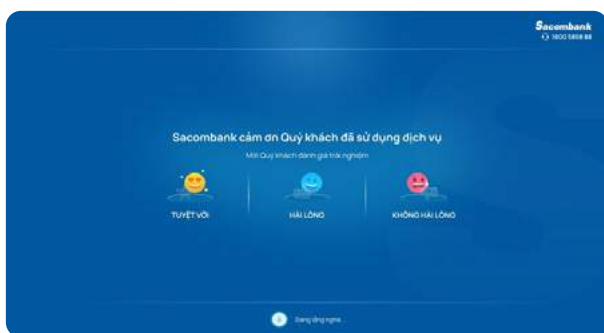 Sacombank
1800 5858 88
Sacombank cảm ơn Quý khách đã sử dụng dịch vụ
Mời Quý khách đánh giá trải nghiệm
TUYỆT VỜI
HÀI LÒNG
KHÔNG HÀI LÒNG
Đang lắng nghe...